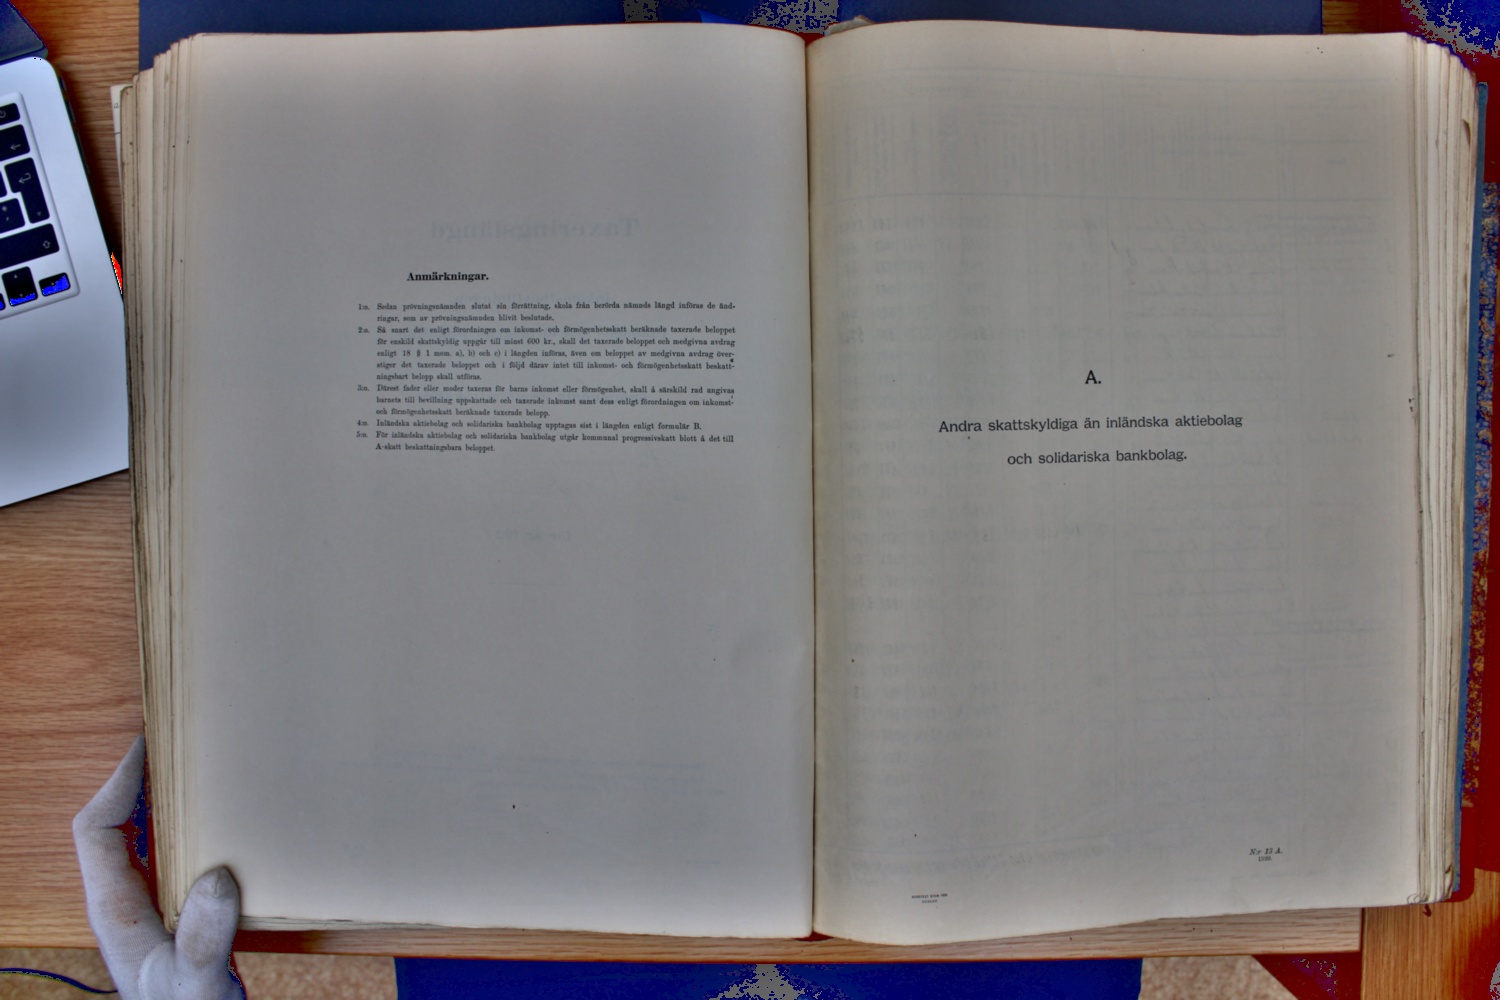 Anmärkningar.
1:o. Sedan prövningsnämnden slutat sin förrättning, skola från berörda nämnds längd införas de änd-
ringar, som av prövningsnämnden blivit beslutade.
2:o. Så snart det enligt förordningen om inkomst- och förmögenhetsskatt beräknade taxerade beloppet
för enskild skattskyldig uppgår till minst 600 kr., skall det taxerade beloppet och medgivna avdrag
enligt 18 § 1 mom. a), b) och c) i längden införas, även om beloppet av medgivna avdrag över-
stiger det taxerade beloppet och i följd därav intet till inkomst- och förmögenhetsskatt beskatt-
ningsbart belopp skall utföras.
3:o. Därest fader eller moder taxeras för barns inkomst eller förmögenhet, skall å särskild rad angivas
barnets till bevillning uppskattade och taxerade inkomst samt dess enligt förordningen om inkomst-
och förmögenhetsskatt beräknade taxerade belopp.
4:o. Inländska aktiebolag och solidariska bankbolag upptagas sist i längden enligt formulär B.
5:o. För inländska aktiebolag och solidariska bankbolag utgår kommunal progressivskatt blott å det till
A-skatt beskattningsbara beloppet.
A.
Andra skattskyldiga än inländska aktiebolag
och solidariska bankbolag.
N:r 12 A.